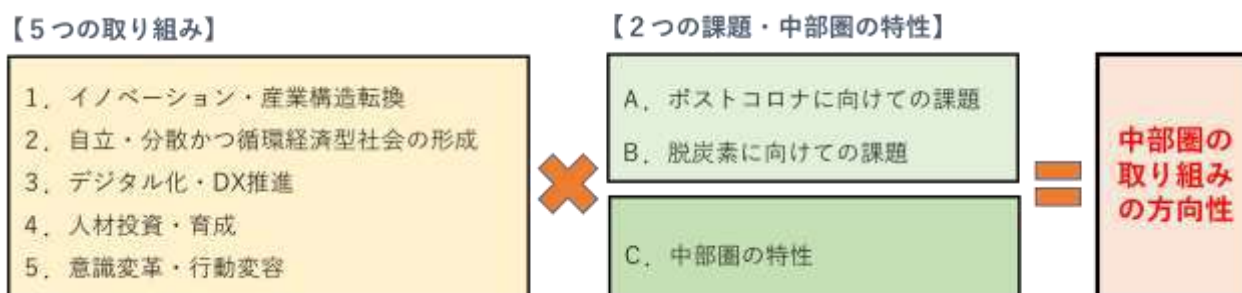 【5つの取り組み】
1．イノベーション・産業構造転換
2．自立・分散かつ循環経済型社会の形成
3．デジタル化・DX推進
4．人材投資・育成
5．意識変革・行動変容
【2つの課題・中部圏の特性】
A．ポストコロナに向けての課題
B．脱炭素に向けての課題
C．中部圏の特性
中部圏の
取り組み
の方向性